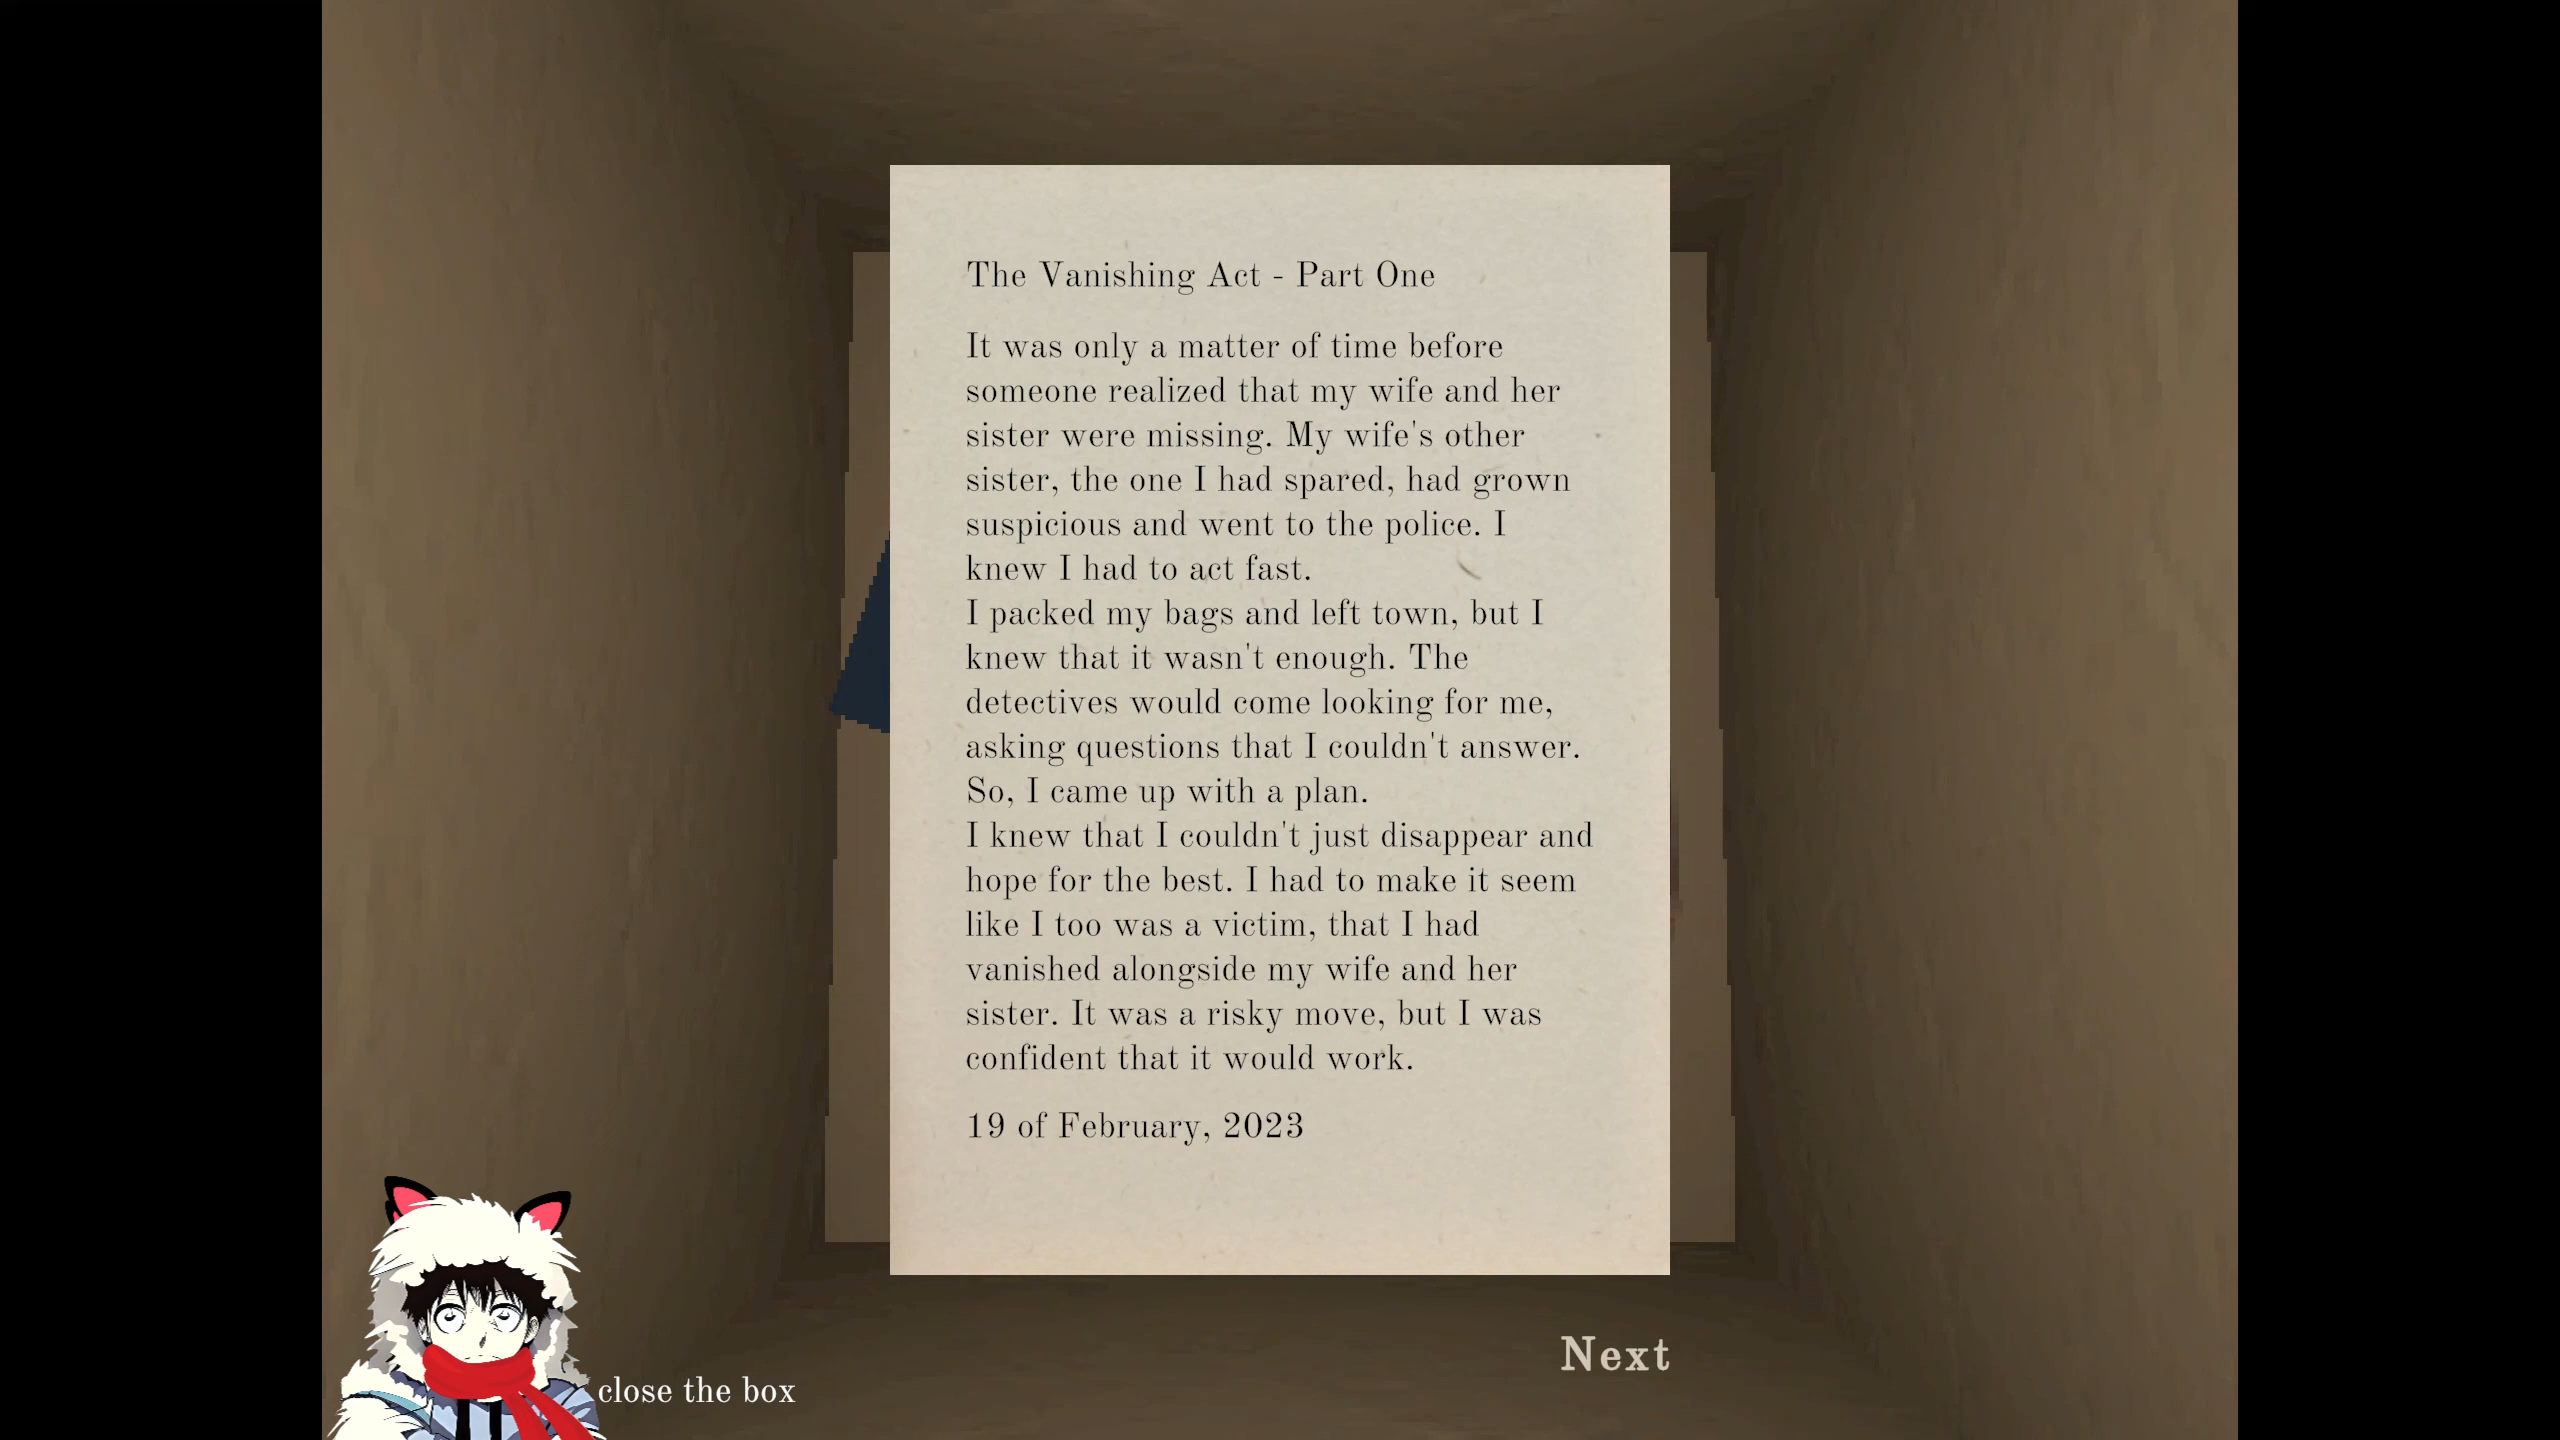 The Vanishing Act - Part One
It was only a matter of time before
someone realized that my wife and her
sister were missing. My wife's other
sister, the one I had spared, had grown
suspicious and went to the police. I
knew I had to act fast.
I packed my bags and left town, but I
knew that it wasn't enough. The
detectives would come looking for me,
asking questions that I couldn't answer.
So, I came up with a plan.
I knew that I couldn't just disappear and
hope for the best. I had to make it seem
like I too was a victim, that I had
vanished alongside my wife and her
sister. It was a risky move, but I was
confident that it would work.
19 of February, 2023
Next
close the box